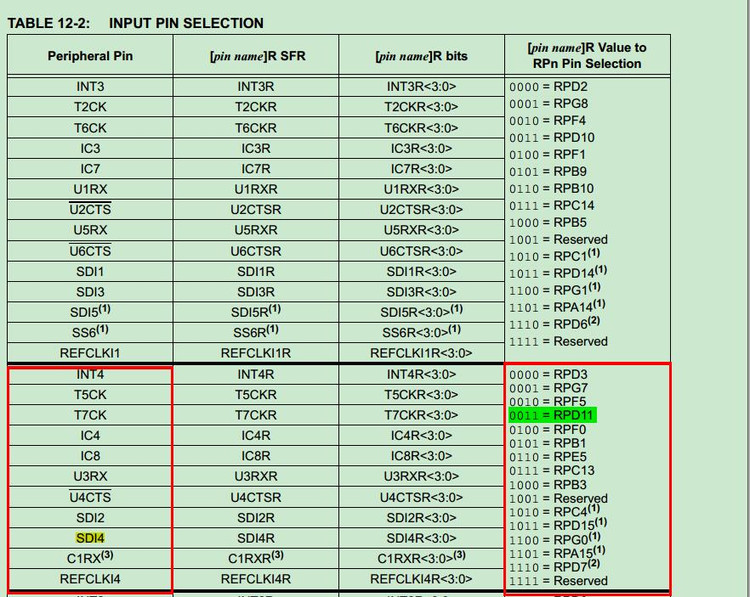 TABLE 12-2: INPUT PIN SELECTION
Peripheral Pin [pin name]R SFR [pin name]R bits [pin name]R Value to RPn Pin Selection
INT3 INT3R INT3R<3:0> 0000 = RPD2
T2CK T2CKR T2CKR<3:0> 0001 = RPG8
T6CK T6CKR T6CKR<3:0> 0010 = RPF4
IC3 IC3R IC3R<3:0> 0011 = RPD10
IC7 IC7R IC7R<3:0> 0100 = RPF1
U1RX U1RXR U1RXR<3:0> 0101 = RPB9
U2CTS U2CTSR U2CTSR<3:0> 0110 = RPB10
U5RX U5RXR U5RXR<3:0> 0111 = RPC14
U6CTS U6CTSR U6CTSR<3:0> 1000 = RPB5
SDI1 SDI1R SDI1R<3:0> 1001 = Reserved
SDI3 SDI3R SDI3R<3:0> 1010 = RPC1(1)
SDI5(1) SDI5R(1) SDI5R<3:0>(1) 1011 = RPD14(1)
SS6(1) SS6R(1) SS6R<3:0>(1) 1100 = RPG1(1)
REFCLKI1 REFCLKI1R REFCLKI1R<3:0> 1101 = RPA14(1)
1110 = RPD6(2)
1111 = Reserved
INT4 INT4R INT4R<3:0> 0000 = RPD3
T5CK T5CKR T5CKR<3:0> 0001 = RPG7
T7CK T7CKR T7CKR<3:0> 0010 = RPF5
IC4 IC4R IC4R<3:0> 0011 = RPD11
IC8 IC8R IC8R<3:0> 0100 = RPF0
U3RX U3RXR U3RXR<3:0> 0101 = RPB1
U4CTS U4CTSR U4CTSR<3:0> 0110 = RPE5
SDI2 SDI2R SDI2R<3:0> 0111 = RPC13
SDI4 SDI4R SDI4R<3:0> 1000 = RPB3
C1RX(3) C1RXR(3) C1RXR<3:0>(3) 1001 = Reserved
REFCLKI4 REFCLKI4R REFCLKI4R<3:0> 1010 = RPC4(1)
1011 = RPD15(1)
1100 = RPG0(1)
1101 = RPA15(1)
1110 = RPD7(2)
1111 = Reserved